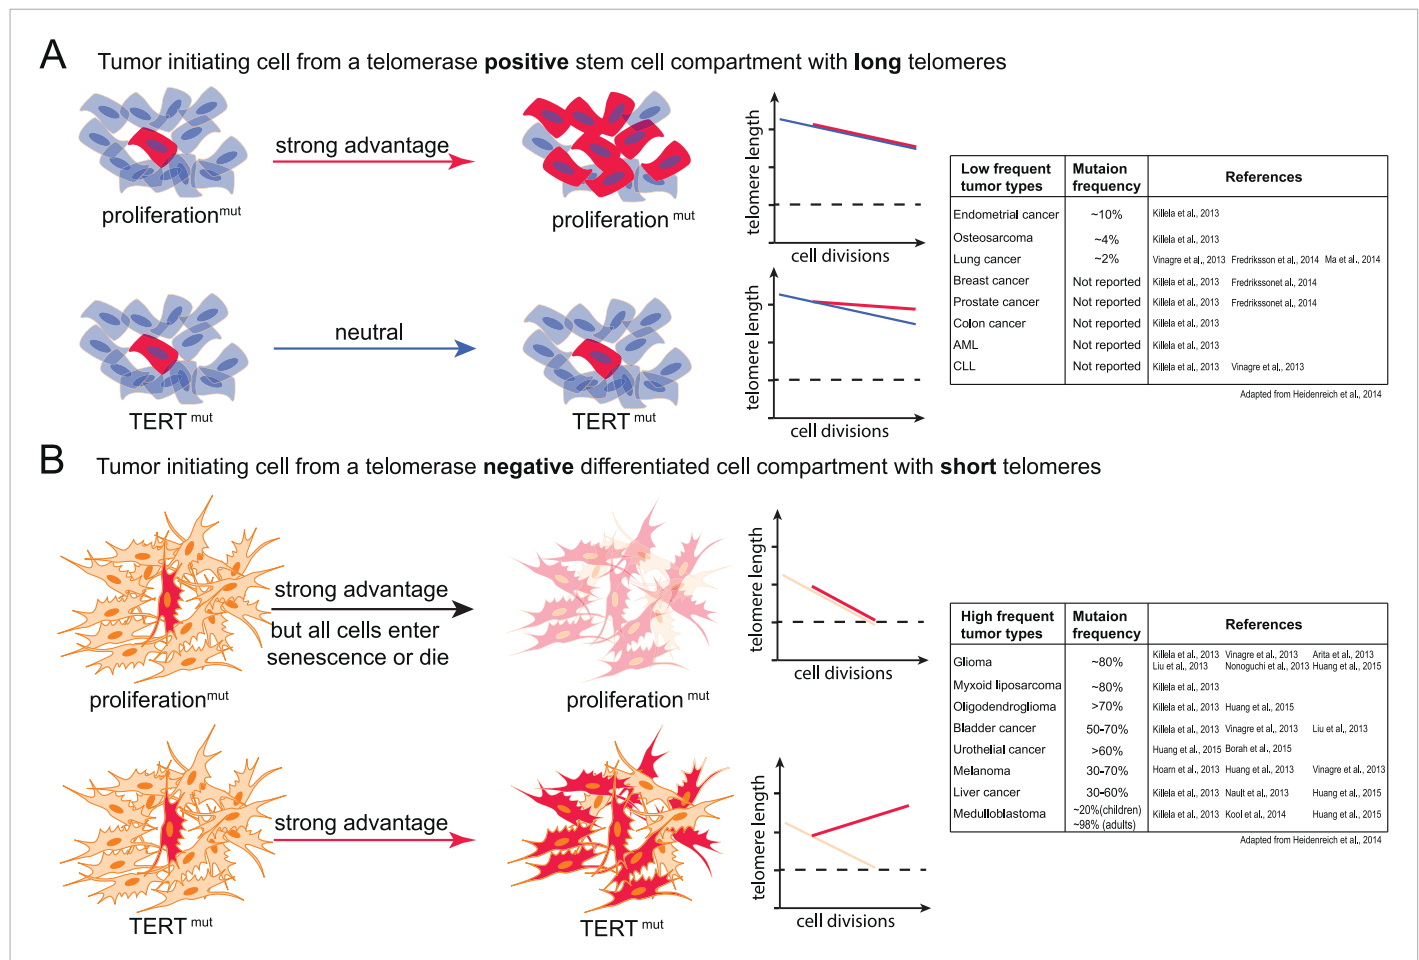 A Tumor initiating cell from a telomerase positive stem cell compartment with long telomeres
strong advantage
proliferation mut
proliferation mut
telomere length
cell divisions
neutral
TERT mut
TERT mut
telomere length
cell divisions
Low frequent tumor types Mutaion frequency References
Endometrial cancer ~10% Killela et al., 2013
Osteosarcoma ~4% Killela et al., 2013
Lung cancer ~2% Vinagre et al., 2013 Fredriksson et al., 2014 Ma et al., 2014
Breast cancer Not reported Killela et al., 2013 Fredrikssonet et al., 2014
Prostate cancer Not reported Killela et al., 2013 Fredrikssonet al., 2014
Colon cancer Not reported Killela et al., 2013
AML Not reported Killela et al., 2013
CLL Not reported Killela et al., 2013 Vinagre et al., 2013
Adapted from Heidenreich et al., 2014
B Tumor initiating cell from a telomerase negative differentiated cell compartment with short telomeres
strong advantage
but all cells enter
senescence or die
proliferation mut
proliferation mut
telomere length
cell divisions
strong advantage
TERT mut
TERT mut
telomere length
cell divisions
High frequent tumor types Mutaion frequency References
Glioma ~80% Killela et al., 2013 Vinagre et al., 2013 Arita et al., 2013
Liu et al., 2013 Nonoguchi et al., 2013 Huang et al., 2015
Myxoid liposarcoma ~80% Killela et al., 2013
Oligodendroglioma >70% Killela et al., 2013 Huang et al., 2015
Bladder cancer 50-70% Killela et al., 2013 Vinagre et al., 2013 Liu et al., 2013
Urothelial cancer >60% Huang et al., 2015 Borah et al., 2015
Melanoma 30-70% Hoarn et al., 2013 Huang et al., 2013 Vinagre et al., 2013
Liver cancer 30-60% Killela et al., 2013 Nault et al., 2013 Huang et al., 2015
Medulloblastoma ~20%(children) Killela et al., 2013 Kool et al., 2014 Huang et al., 2015
~98% (adults)
Adapted from Heidenreich et al., 2014